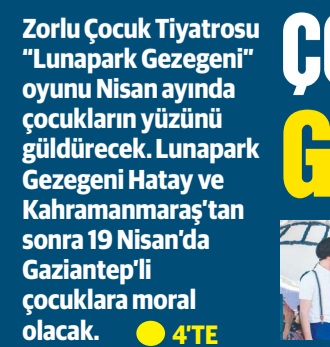 Zorlu Çocuk Tiyatrosu
“Lunapark Gezegeni”
oyunu Nisan ayında
çocukların yüzünü
güldürecek. Lunapark
Gezegeni Hatay ve
Kahramanmaraş'tan
sonra 19 Nisan'da
Gaziantep'li
çocuklara moral
olacak. 4'TE